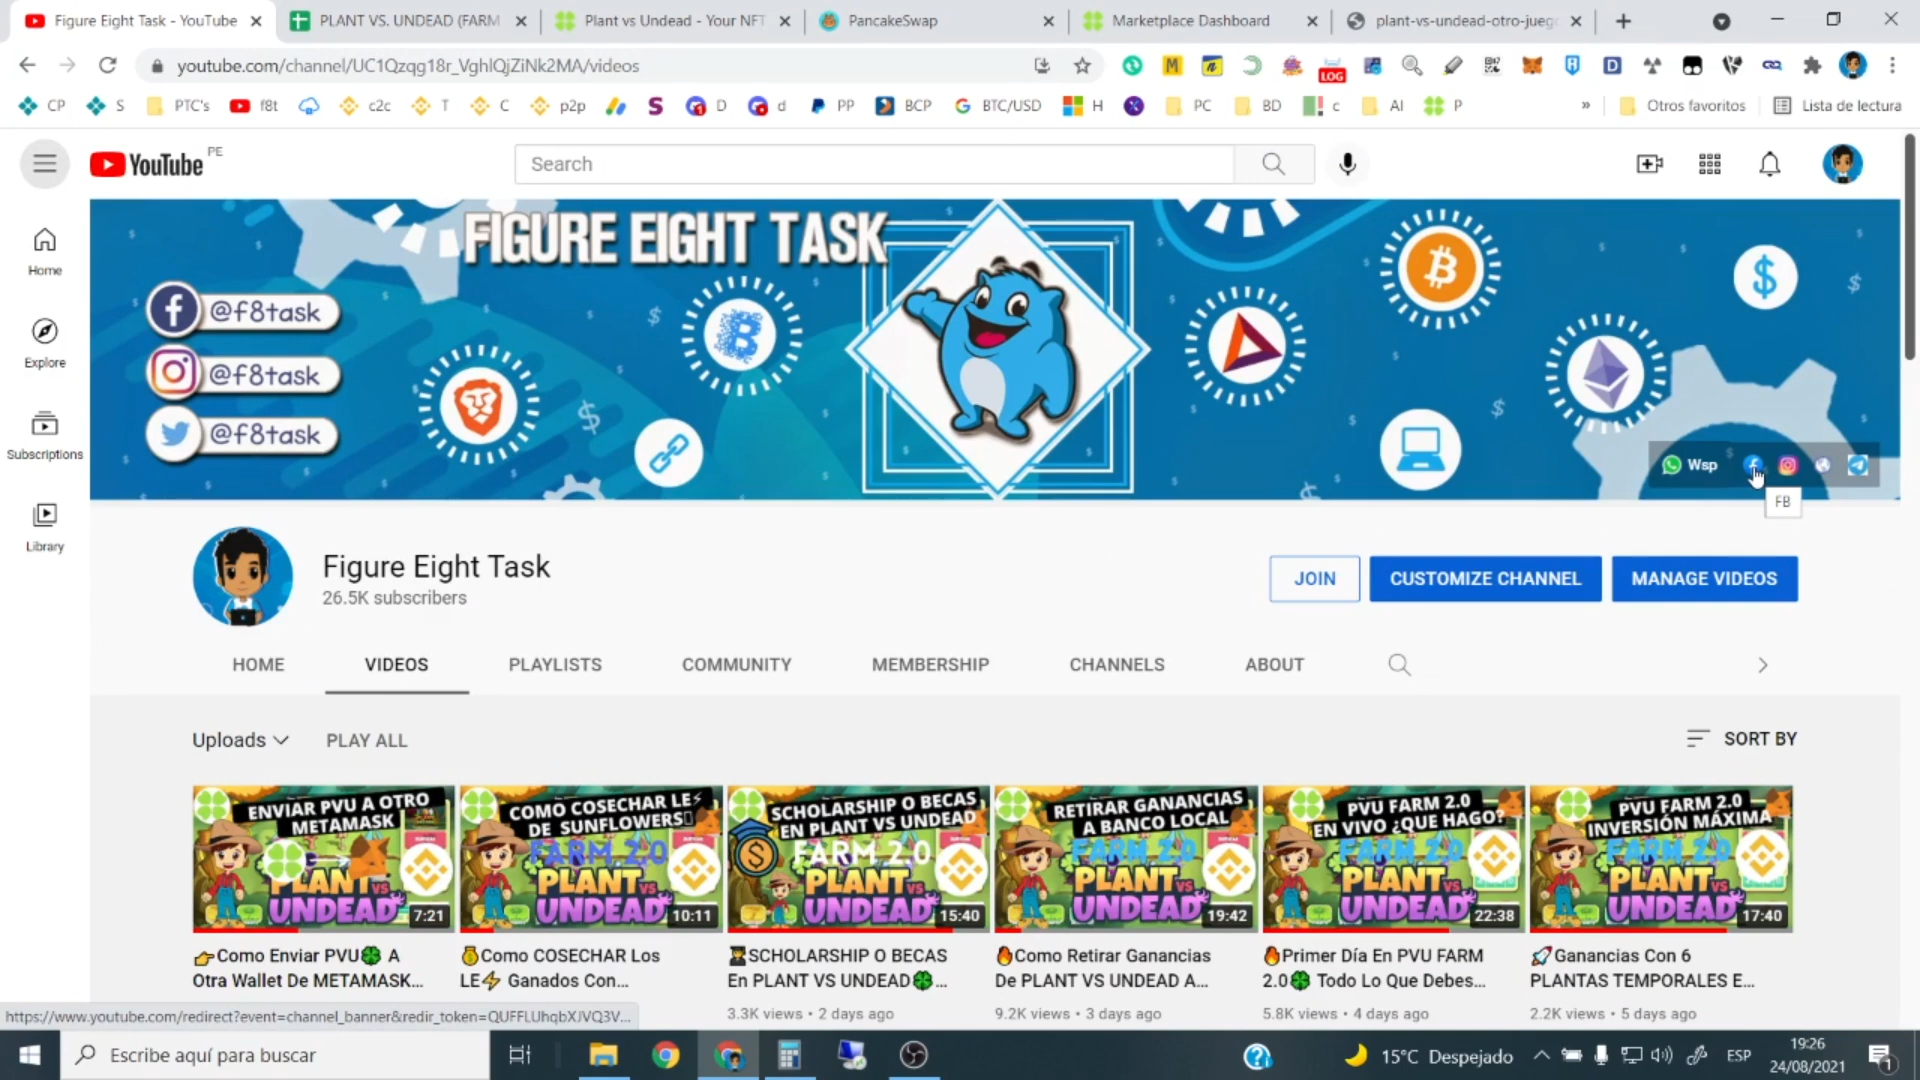 Figure Eight Task - YouTube
PLANT VS. UNDEAD (FARM
Plant vs Undead - Your NFT
PancakeSwap
Marketplace Dashboard
plant-vs-undead-otro-jueg
youtube.com/channel/UC1Qzqg18r_VghlQjZiNk2MA/videos
LOG
CP
S
PTC's
f8t
c2c
T
C
p2p
D
d
PP
BCP
BTC/USD
H
PC
BD
c
AI
P
»
Otros favoritos
Lista de lectura
YouTube PE
Search
Home
Explore
Subscriptions
Library
FIGURE EIGHT TASK
@f8task
@f8task
@f8task
Wsp
FB
Figure Eight Task
26.5K subscribers
JOIN
CUSTOMIZE CHANNEL
MANAGE VIDEOS
HOME
VIDEOS
PLAYLISTS
COMMUNITY
MEMBERSHIP
CHANNELS
ABOUT
Uploads
PLAY ALL
SORT BY
ENVIAR PVU A OTRO
METAMASK
PLANT VS
UNDEAD
7:21
COMO COSECHAR LE⚡
DE SUNFLOWERS
FARM 2.0
PLANT VS
UNDEAD
10:11
SCHOLARSHIP O BECAS
EN PLANT VS UNDEAD
FARM 2.0
PLANT VS
UNDEAD
15:40
RETIRAR GANANCIAS
A BANCO LOCAL
FARM 2.0
PLANT VS
UNDEAD
19:42
PVU FARM 2.0
EN VIVO ¿QUE HAGO?
FARM 2.0
PLANT VS
UNDEAD
22:38
PVU FARM 2.0
INVERSIÓN MÁXIMA
FARM 2.0
PLANT VS
UNDEAD
17:40
👉Como Enviar PVU🍀 A
Otra Wallet De METAMASK...
💰Como COSECHAR Los
LE⚡ Ganados Con...
👨‍🎓SCHOLARSHIP O BECAS
En PLANT VS UNDEAD🍀...
3.3K views • 2 days ago
🔥Como Retirar Ganancias
De PLANT VS UNDEAD A...
9.2K views • 3 days ago
🔥Primer Día En PVU FARM
2.0🍀 Todo Lo Que Debes...
5.8K views • 4 days ago
🚀Ganancias Con 6
PLANTAS TEMPORALES E...
2.2K views • 5 days ago
https://www.youtube.com/redirect?event=channel_banner&redir_token=QUFFLUhqbXJVQ3V...
Escribe aquí para buscar
15°C Despejado
ESP
19:26
24/08/2021
1